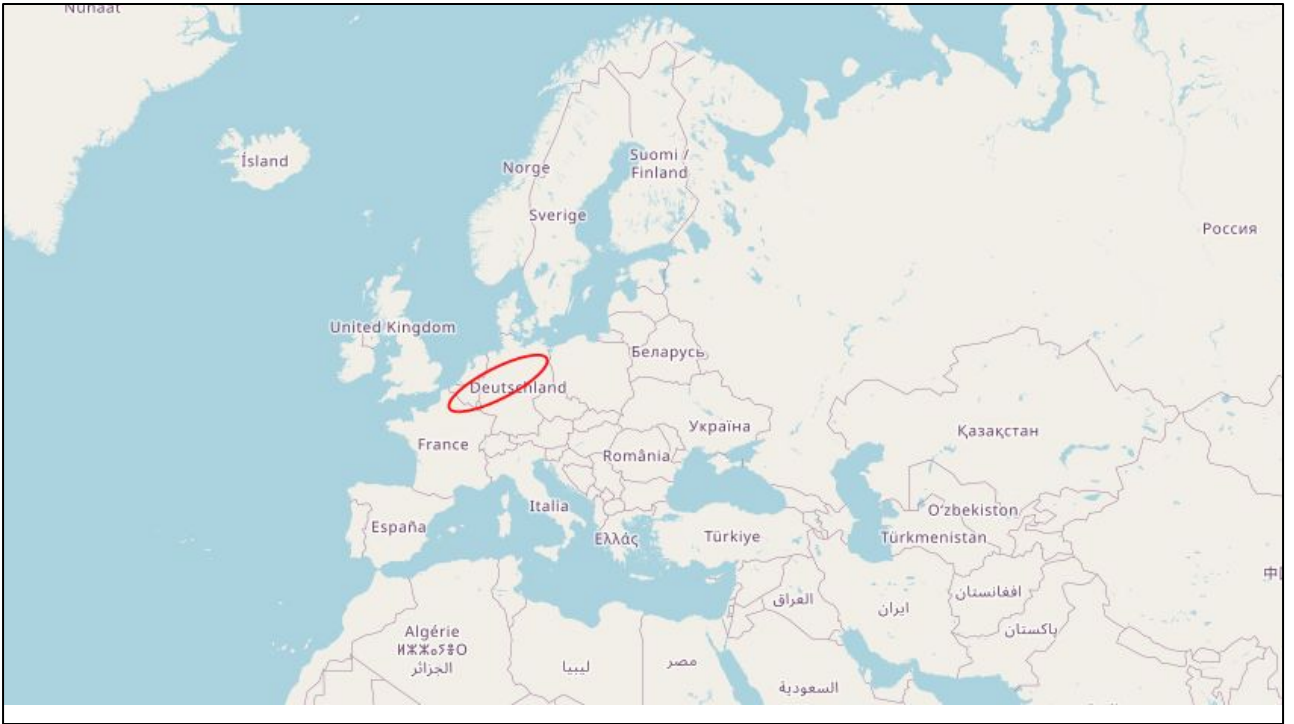 Nunaat
Ísland
Norge
Suomi /
Finland
Sverige
Россия
United Kingdom
Беларусь
Deutschland
Україна
Қазақстан
France
România
Italia
O‘zbekiston
España
Ελλάς
Türkiye
Türkmenistan
افغانستان
العراق
ایران
پاکستان
Algérie
ⵍⵣⵣⴰⵢⴻⵔ
الجزائر
ليبيا
مصر
السعودية
中